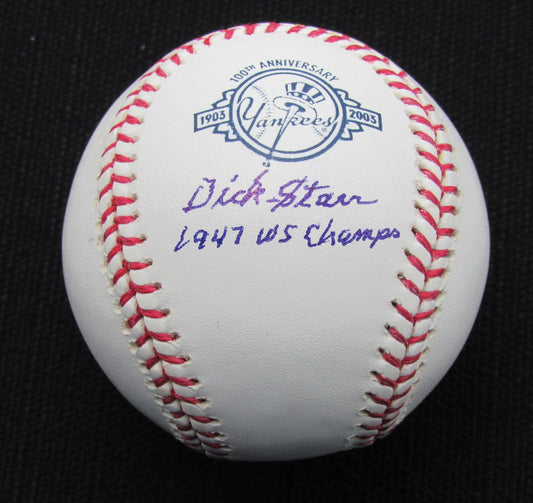 100TH ANNIVERSARY
1903 Yankees 2003
Dick Starr
1947 WS Champs